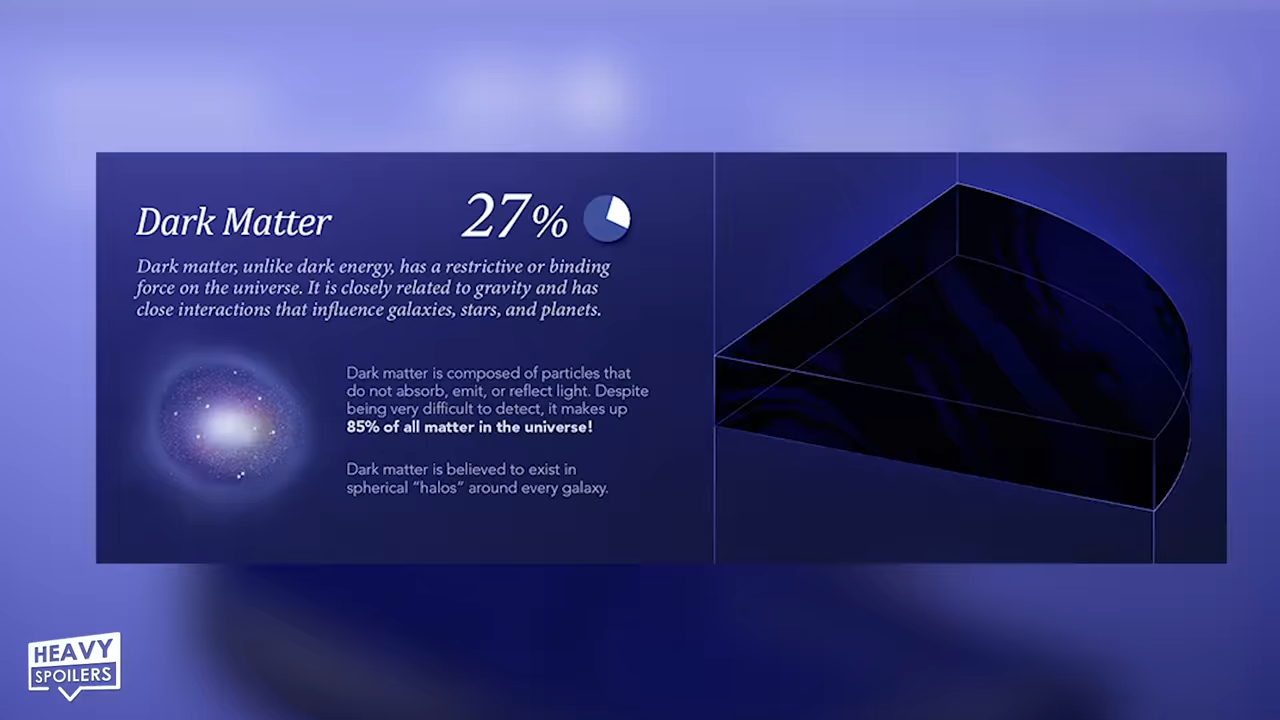 Dark Matter
27%
Dark matter, unlike dark energy, has a restrictive or binding
force on the universe. It is closely related to gravity and has
close interactions that influence galaxies, stars, and planets.
Dark matter is composed of particles that
do not absorb, emit, or reflect light. Despite
being very difficult to detect, it makes up
85% of all matter in the universe!
Dark matter is believed to exist in
spherical “halos” around every galaxy.
HEAVY
SPOILERS